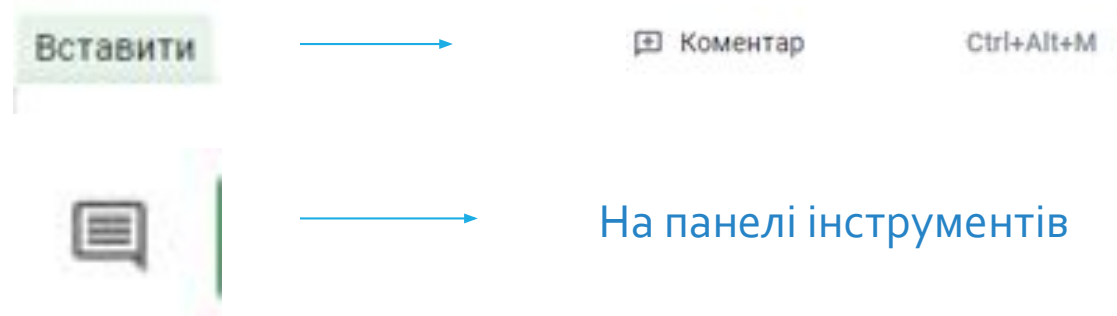 Вставити
Коментар Ctrl+Alt+M
На панелі інструментів